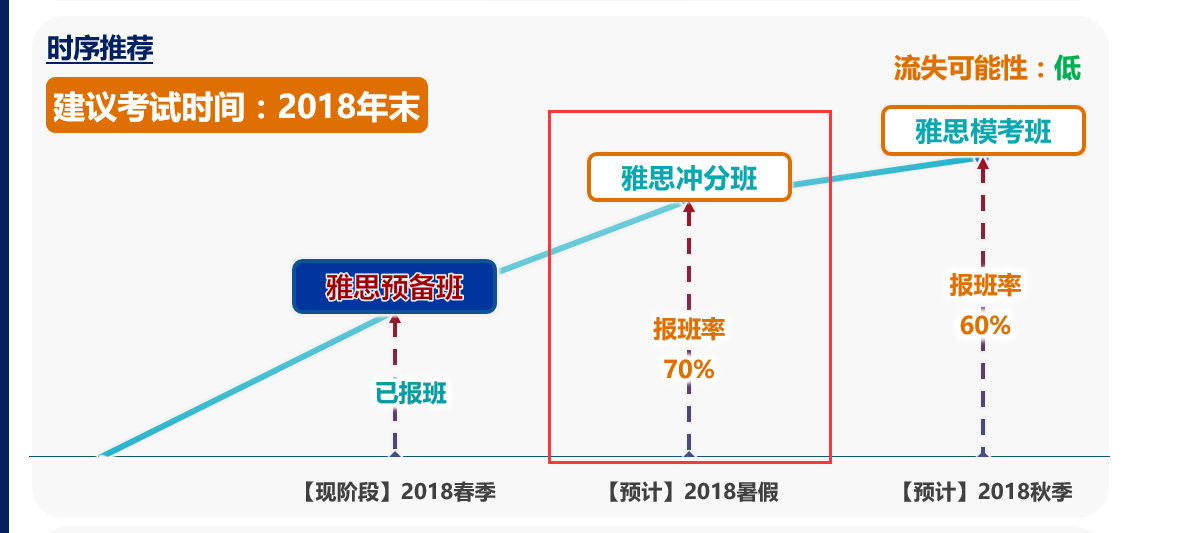 时序推荐
建议考试时间：2018年末
流失可能性：低
雅思模考班
雅思冲分班
雅思预备班
报班率
60%
报班率
70%
已报班
【现阶段】2018春季
【预计】2018暑假
【预计】2018秋季